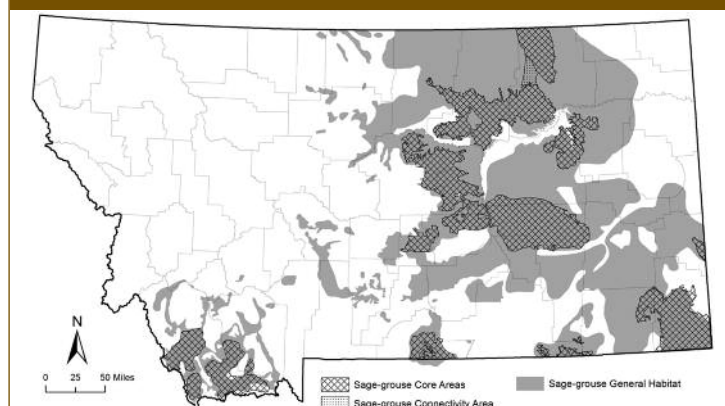 N
0 25 50 Miles
Sage-grouse Core Areas
Sage-grouse General Habitat
Sage-grouse Connectivity Area